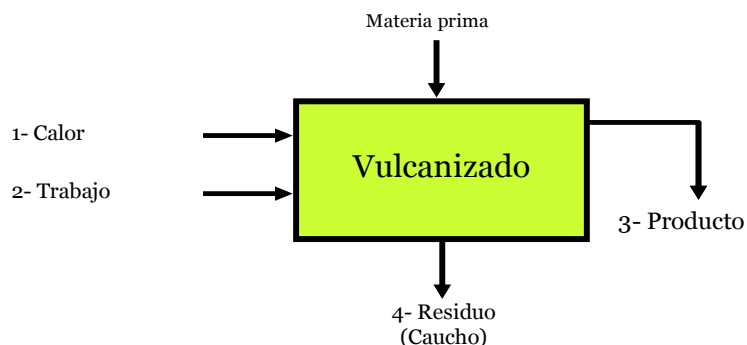 Materia prima
1- Calor
Vulcanizado
2- Trabajo
3- Producto
4- Residuo
(Caucho)